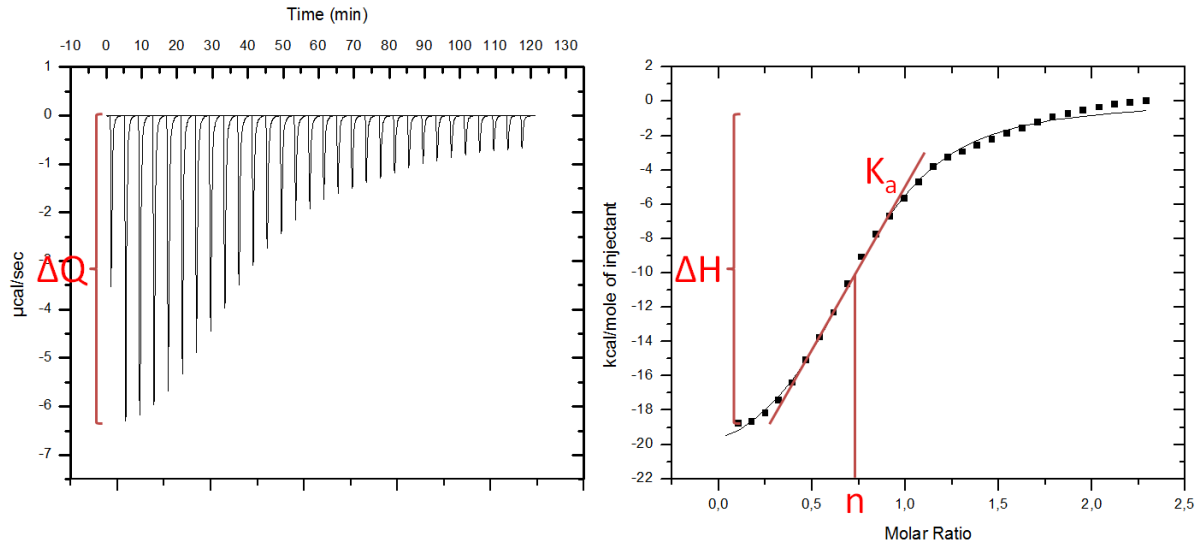 Time (min)
-10 0 10 20 30 40 50 60 70 80 90 100 110 120 130
1
0
-1
-2
-3
-4
-5
-6
-7
µcal/sec
ΔQ
2
0
-2
-4
-6
-8
-10
-12
-14
-16
-18
-20
-22
kcal/mole of injectant
ΔH
Kₐ
n
0,0 0,5 1,0 1,5 2,0 2,5
Molar Ratio